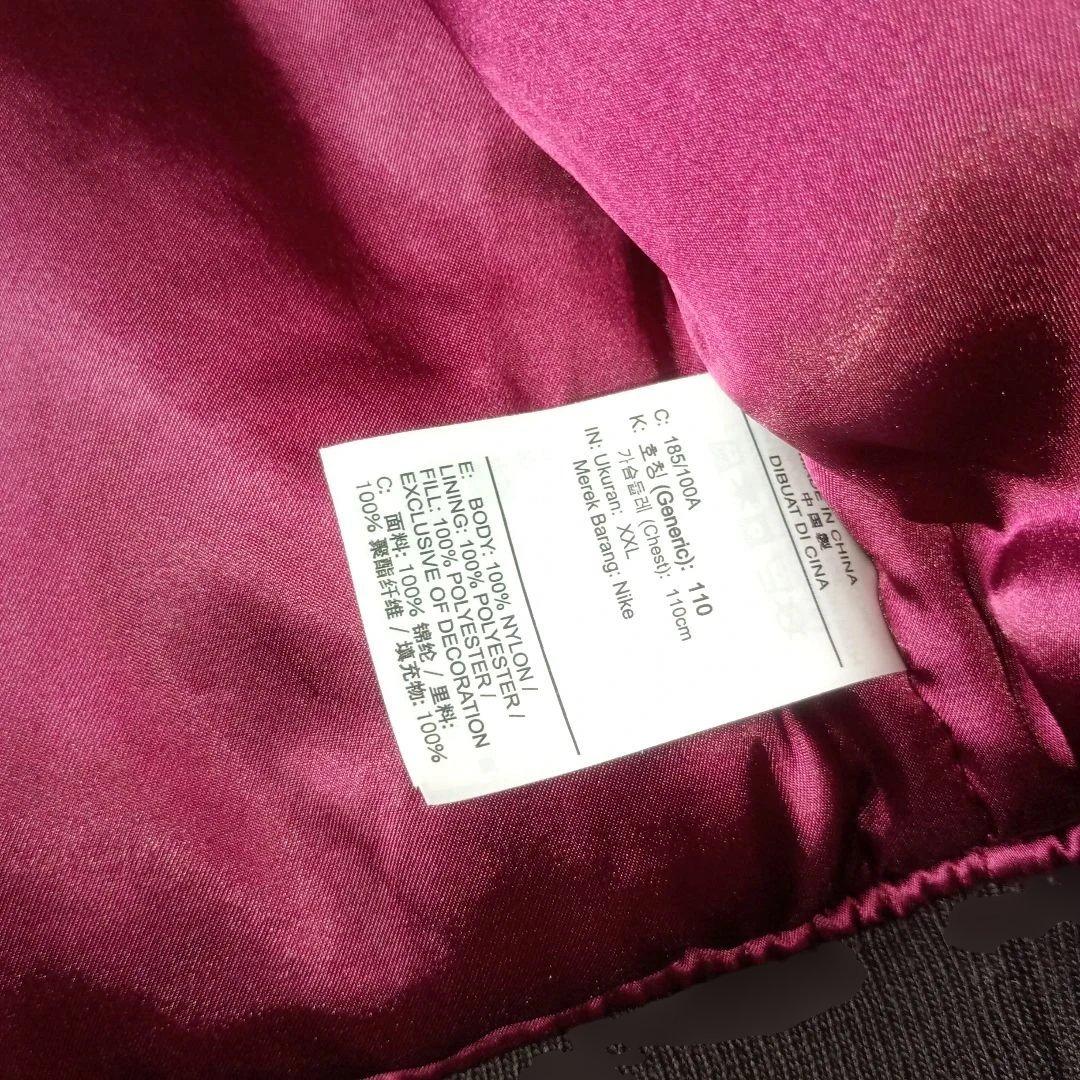 IN CHINA
中国製
DIBUAT DI CINA
C: 185/100A
K: 호칭 (Generic): 110
가슴둘레 (Chest): 110cm
IN: Ukuran: XXL
Merek Barang: Nike
E: BODY: 100% NYLON /
LINING: 100% POLYESTER /
FILL: 100% POLYESTER /
EXCLUSIVE OF DECORATION
C: 面料: 100% 锦纶 / 里料:
100% 聚酯纤维 / 填充物: 100%